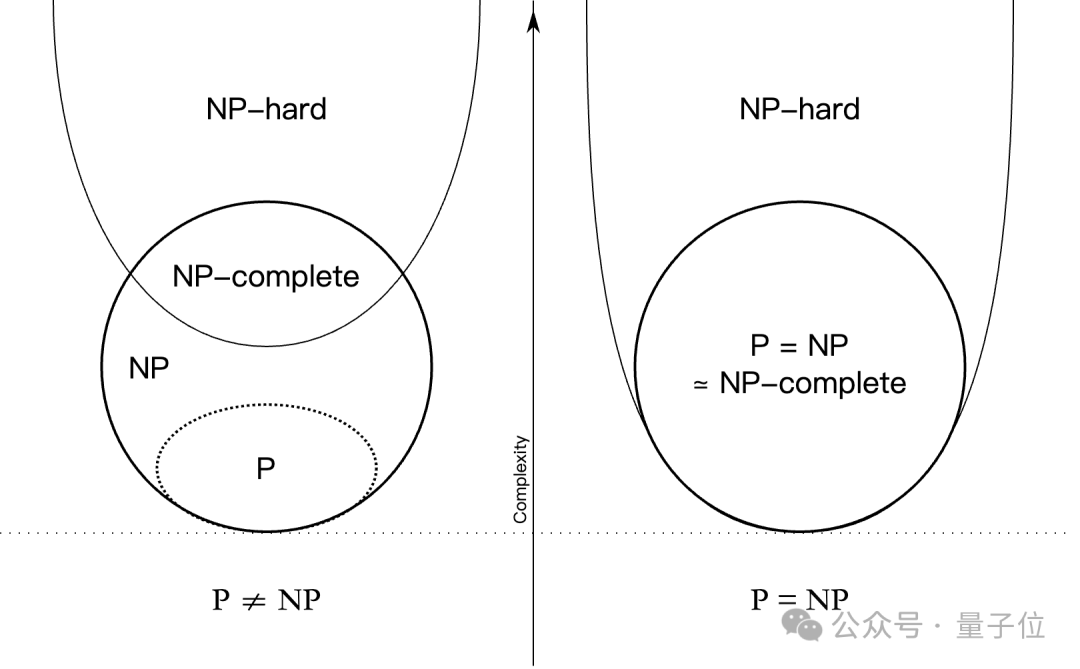 NP–hard
NP–complete
NP
P
P ≠ NP
Complexity
NP–hard
P = NP
≃ NP–complete
P = NP
公众号 · 量子位